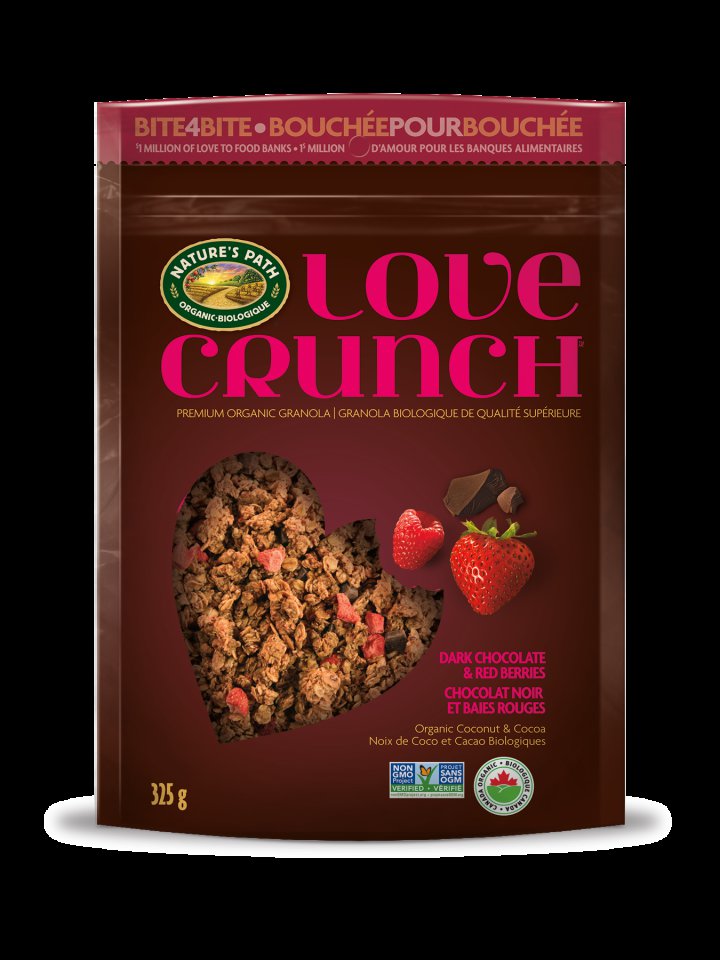 BITE4BITE • BOUCHÉEPOURBOUCHÉE
$1 MILLION OF LOVE TO FOOD BANKS • 1$ MILLION D'AMOUR POUR LES BANQUES ALIMENTAIRES
NATURE'S PATH
ORGANIC•BIOLOGIQUE
LOVE
CRUNCH
PREMIUM ORGANIC GRANOLA | GRANOLA BIOLOGIQUE DE QUALITÉ SUPÉRIEURE
DARK CHOCOLATE
& RED BERRIES
CHOCOLAT NOIR
ET BAIES ROUGES
Organic Coconut & Cocoa
Noix de Coco et Cacao Biologiques
NON
GMO
Project
VERIFIED
PROJET
SANS
OGM
VÉRIFIÉ
CANADA ORGANIC • BIOLOGIQUE CANADA
325 g